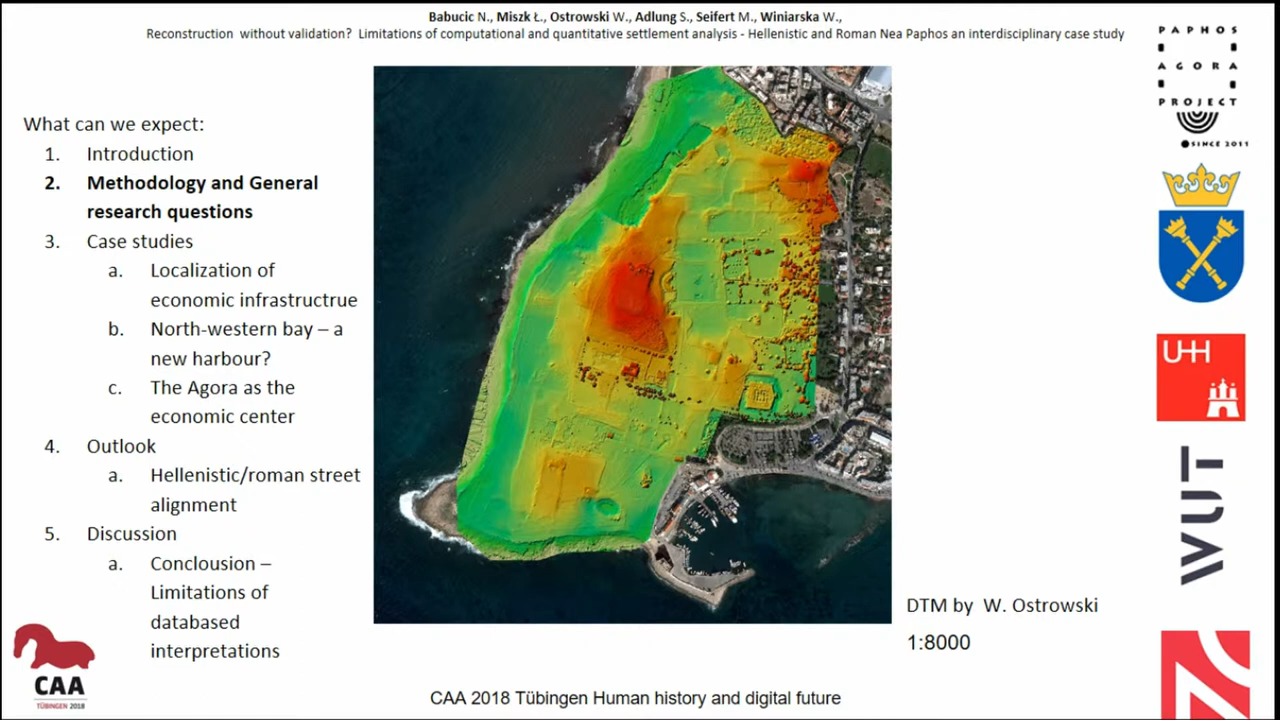 Babucic N., Miszk Ł., Ostrowski W., Adlung S., Seifert M., Winiarska W.,
Reconstruction without validation? Limitations of computational and quantitative settlement analysis - Hellenistic and Roman Nea Paphos an interdisciplinary case study
What can we expect:
1. Introduction
2. Methodology and General
research questions
3. Case studies
a. Localization of
economic infrastructrue
b. North-western bay – a
new harbour?
c. The Agora as the
economic center
4. Outlook
a. Hellenistic/roman street
alignment
5. Discussion
a. Conclousion –
Limitations of
databased
interpretations
DTM by W. Ostrowski
1:8000
PAPHOS
AGORA
PROJECT
SINCE 2011
UHH
WUT
CAA
TÜBINGEN 2018
CAA 2018 Tübingen Human history and digital future